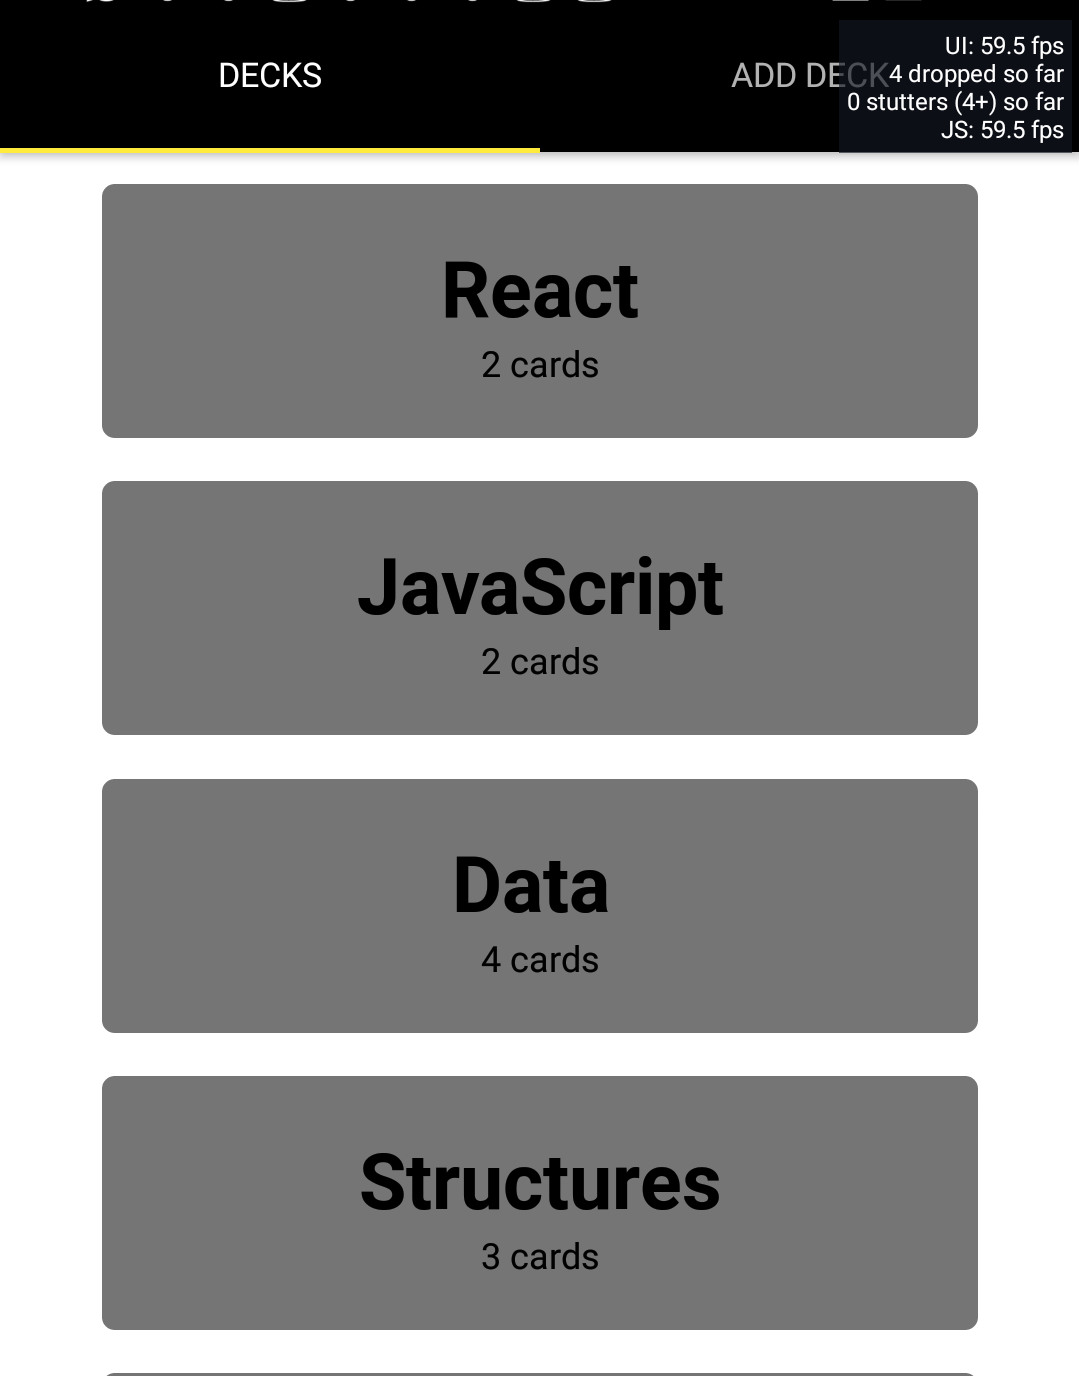 DECKS
ADD DECK
UI: 59.5 fps
4 dropped so far
0 stutters (4+) so far
JS: 59.5 fps
React
2 cards
JavaScript
2 cards
Data
4 cards
Structures
3 cards